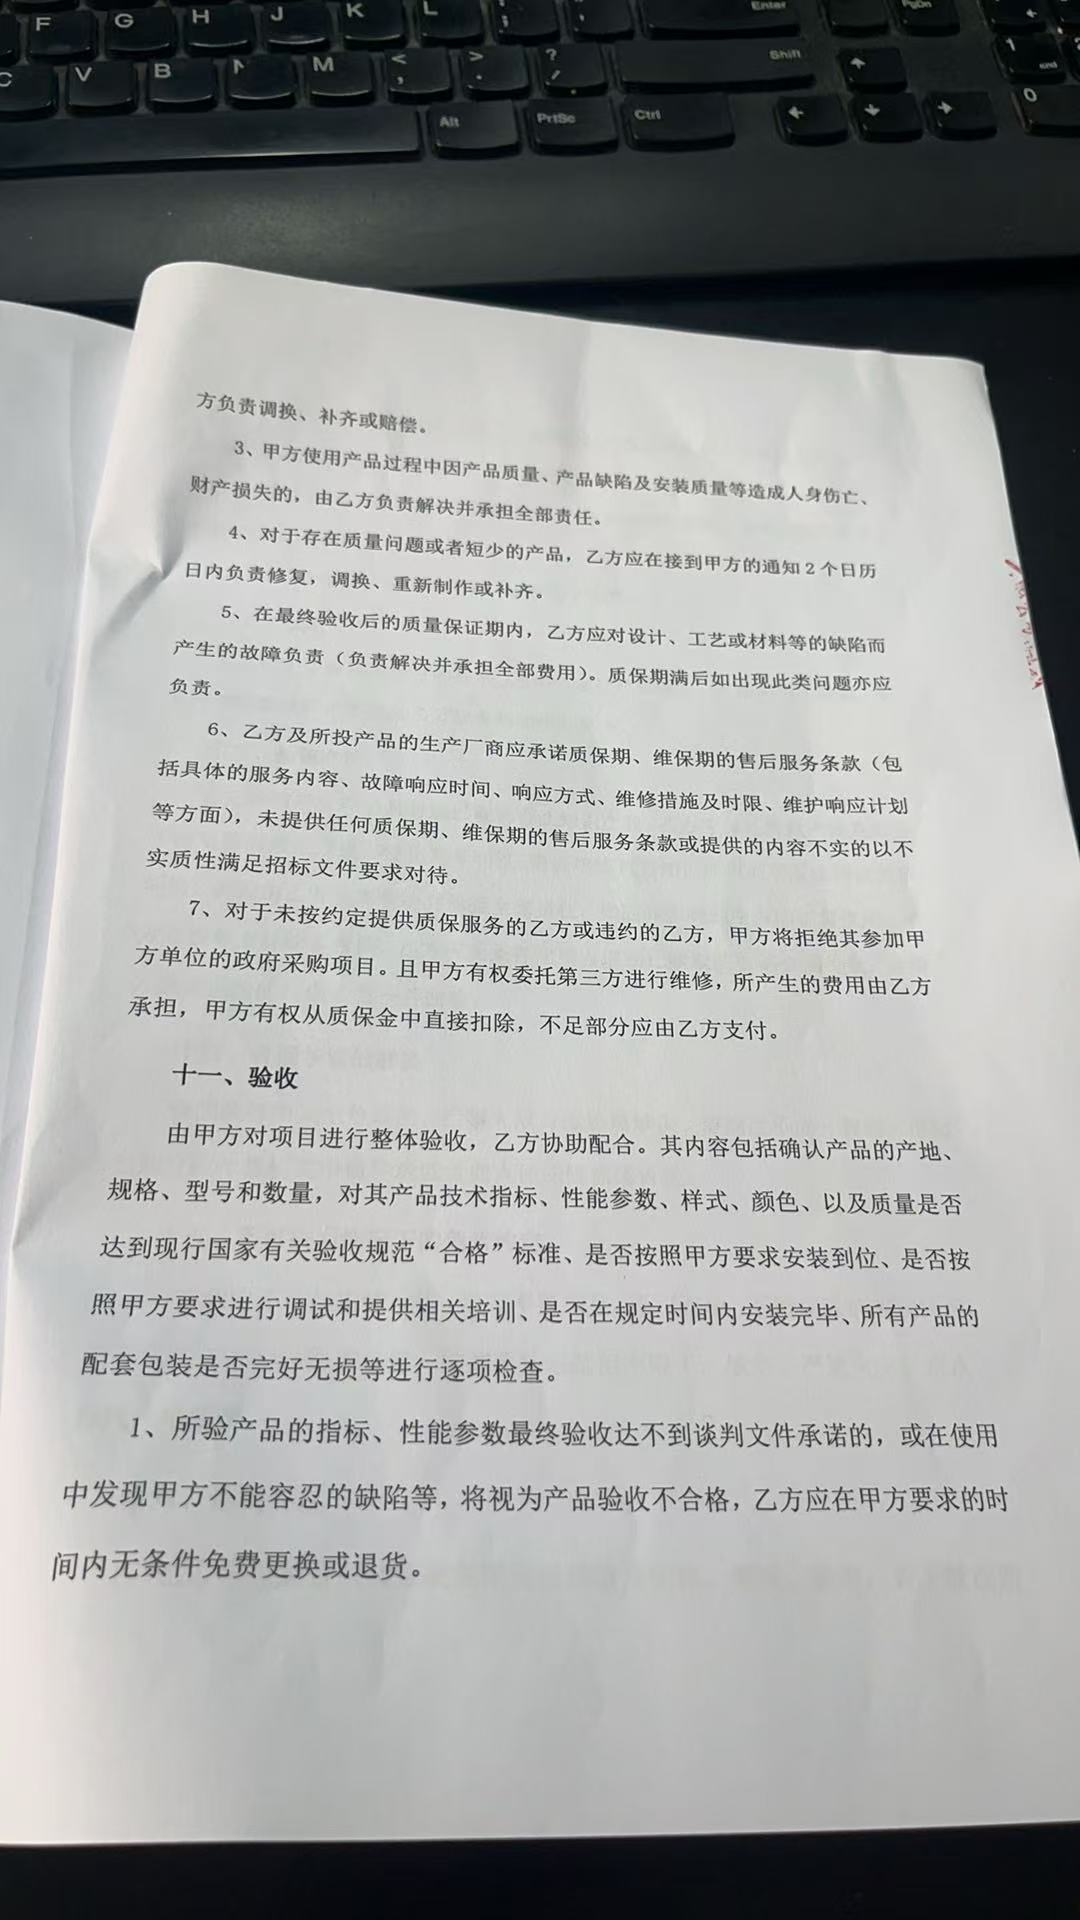 F G H J K L : ; " ' Enter PgDn
C V B N M < , > . ? / Shift 1 End
Alt PrtSc Ctrl 0
方负责调换、补齐或赔偿。
3、甲方使用产品过程中因产品质量、产品缺陷及安装质量等造成人身伤亡、
财产损失的，由乙方负责解决并承担全部责任。
4、对于存在质量问题或者短少的产品，乙方应在接到甲方的通知2个日历
日内负责修复，调换、重新制作或补齐。
5、在最终验收后的质量保证期内，乙方应对设计、工艺或材料等的缺陷而
产生的故障负责（负责解决并承担全部费用）。质保期满后如出现此类问题亦应
负责。
6、乙方及所投产品的生产厂商应承诺质保期、维保期的售后服务条款（包
括具体的服务内容、故障响应时间、响应方式、维修措施及时限、维护响应计划
等方面），未提供任何质保期、维保期的售后服务条款或提供的内容不实的以不
实质性满足招标文件要求对待。
7、对于未按约定提供质保服务的乙方或违约的乙方，甲方将拒绝其参加甲
方单位的政府采购项目。且甲方有权委托第三方进行维修，所产生的费用由乙方
承担，甲方有权从质保金中直接扣除，不足部分应由乙方支付。
十一、验收
由甲方对项目进行整体验收，乙方协助配合。其内容包括确认产品的产地、
规格、型号和数量，对其产品技术指标、性能参数、样式、颜色、以及质量是否
达到现行国家有关验收规范“合格”标准、是否按照甲方要求安装到位、是否按
照甲方要求进行调试和提供相关培训、是否在规定时间内安装完毕、所有产品的
配套包装是否完好无损等进行逐项检查。
1、所验产品的指标、性能参数最终验收达不到谈判文件承诺的，或在使用
中发现甲方不能容忍的缺陷等，将视为产品验收不合格，乙方应在甲方要求的时
间内无条件免费更换或退货。